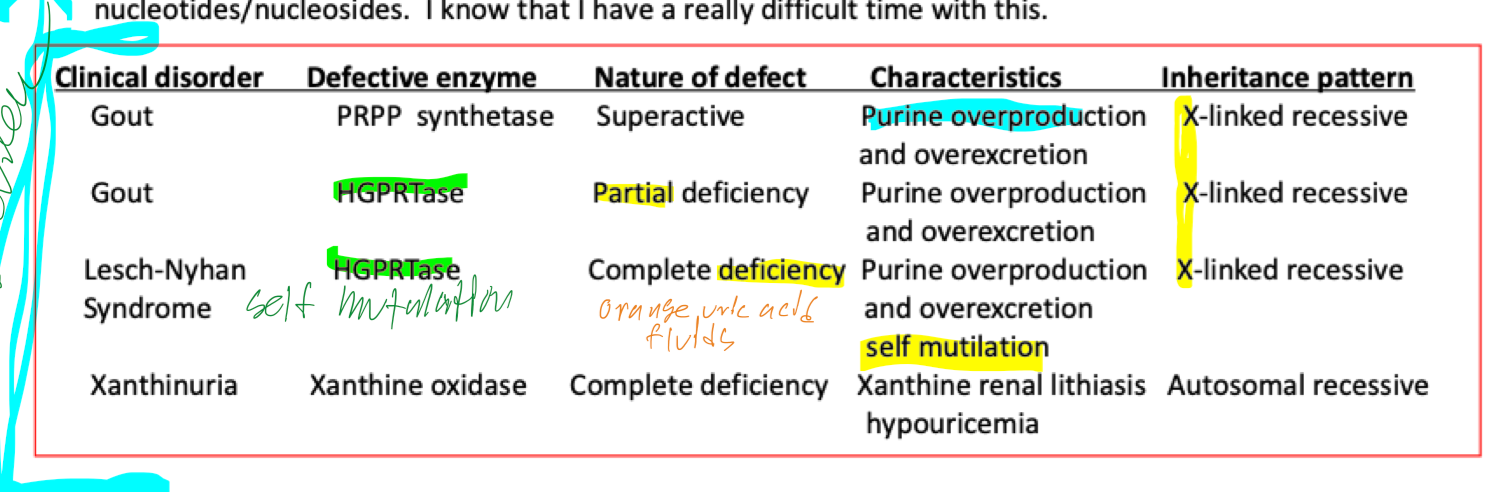 nucleotides/nucleosides. I know that I have a really difficult time with this.
Clinical disorder Defective enzyme Nature of defect Characteristics Inheritance pattern
Gout PRPP synthetase Superactive Purine overproduction X-linked recessive
and overexcretion
Gout HGPRTase Partial deficiency Purine overproduction X-linked recessive
and overexcretion
Lesch-Nyhan HGPRTase Complete deficiency Purine overproduction X-linked recessive
Syndrome self mutulation orange uric acid and overexcretion
fluids self mutilation
Xanthinuria Xanthine oxidase Complete deficiency Xanthine renal lithiasis Autosomal recessive
hypouricemia